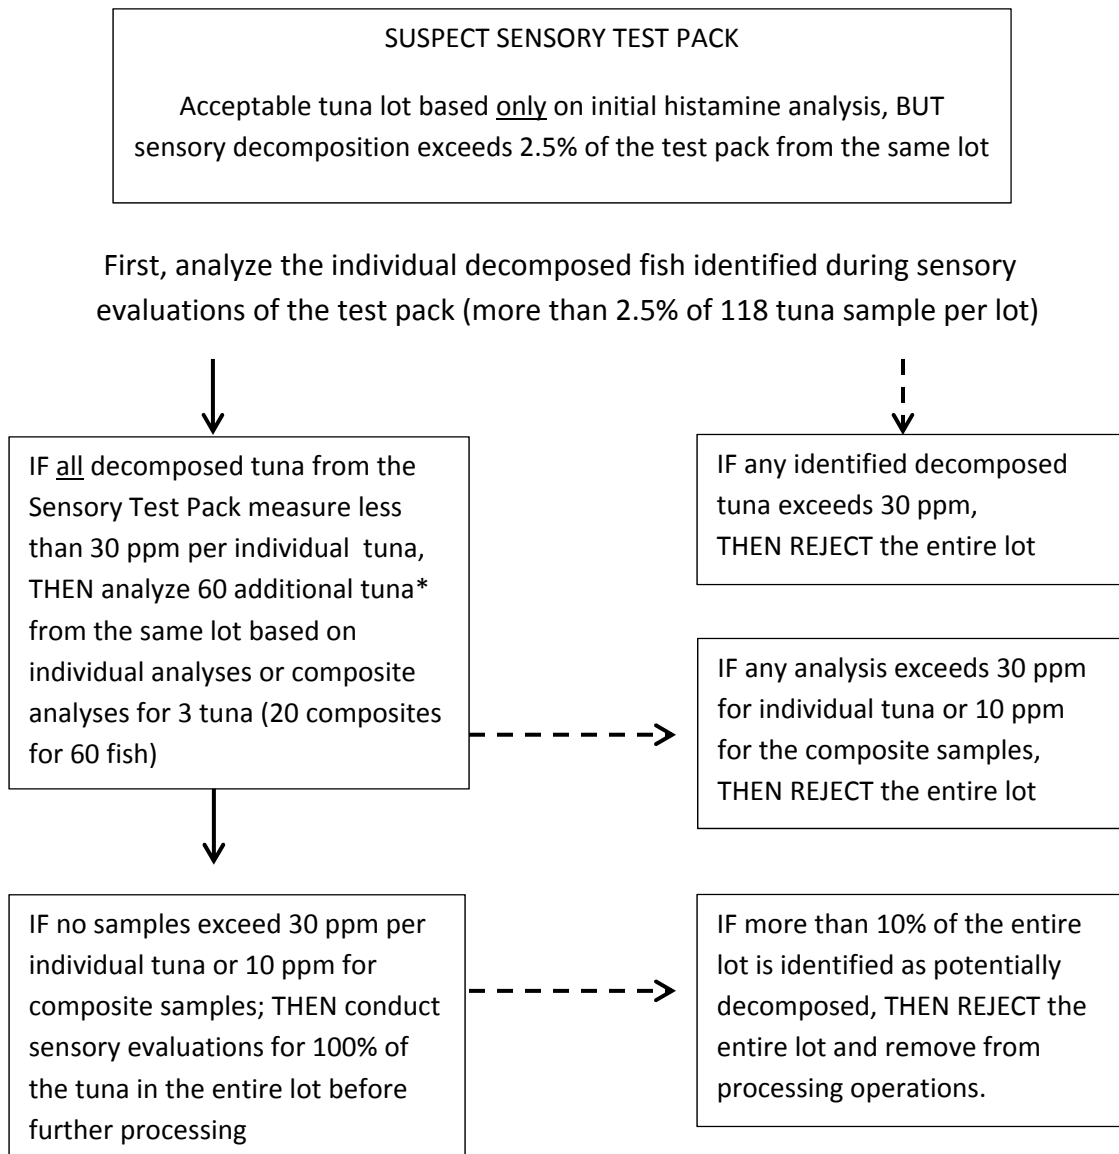 SUSPECT SENSORY TEST PACK
Acceptable tuna lot based only on initial histamine analysis, BUT
sensory decomposition exceeds 2.5% of the test pack from the same lot
First, analyze the individual decomposed fish identified during sensory
evaluations of the test pack (more than 2.5% of 118 tuna sample per lot)
IF all decomposed tuna from the
Sensory Test Pack measure less
than 30 ppm per individual tuna,
THEN analyze 60 additional tuna*
from the same lot based on
individual analyses or composite
analyses for 3 tuna (20 composites
for 60 fish)
IF any identified decomposed
tuna exceeds 30 ppm,
THEN REJECT the entire lot
IF any analysis exceeds 30 ppm
for individual tuna or 10 ppm
for the composite samples,
THEN REJECT the entire lot
IF no samples exceed 30 ppm per
individual tuna or 10 ppm for
composite samples; THEN conduct
sensory evaluations for 100% of
the tuna in the entire lot before
further processing
IF more than 10% of the entire
lot is identified as potentially
decomposed, THEN REJECT the
entire lot and remove from
processing operations.